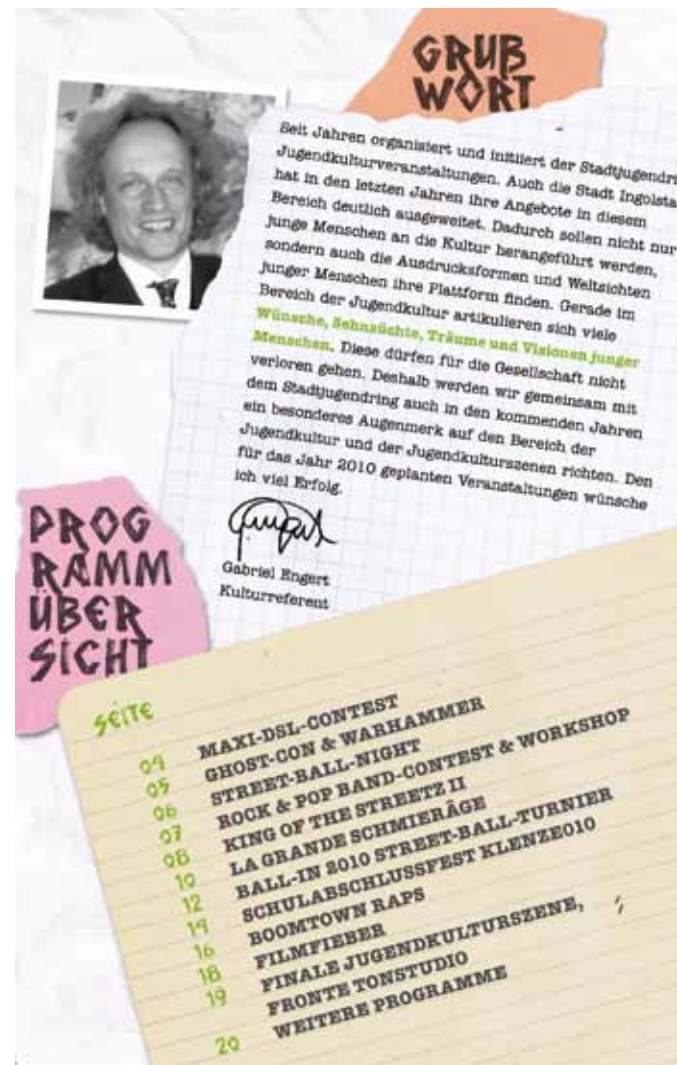 GRUß
WORT
Seit Jahren organisiert und initiiert der Stadtjugendri
Jugendkulturveranstaltungen. Auch die Stadt Ingolsta
hat in den letzten Jahren ihre Angebote in diesem
Bereich deutlich ausgeweitet. Dadurch sollen nicht nur
junge Menschen an die Kultur herangeführt werden,
sondern auch die Ausdrucksformen und Weltsichten
junger Menschen ihre Plattform finden. Gerade im
Bereich der Jugendkultur artikulieren sich viele
Wünsche, Sehnsüchte, Träume und Visionen junger
Menschen. Diese dürfen für die Gesellschaft nicht
verloren gehen. Deshalb werden wir gemeinsam mit
dem Stadtjugendring auch in den kommenden Jahren
ein besonderes Augenmerk auf den Bereich der
Jugendkultur und der Jugendkulturszenen richten. Den
für das Jahr 2010 geplanten Veranstaltungen wünsche
ich viel Erfolg.
Gabriel Engert
Kulturreferent
PROG
RAMM
ÜBER
SICHT
SEITE
04 MAXI-DSL-CONTEST
05 GHOST-CON & WARHAMMER
06 STREET-BALL-NIGHT
07 ROCK & POP BAND-CONTEST & WORKSHOP
08 KING OF THE STREETZ II
10 LA GRANDE SCHMIERÂGE
12 BALL-IN 2010 STREET-BALL-TURNIER
14 SCHULABSCHLUSSFEST KLENZE010
16 BOOMTOWN RAPS
18 FILMFIEBER
19 FINALE JUGENDKULTURSZENE,
FRONTE TONSTUDIO
20 WEITERE PROGRAMME